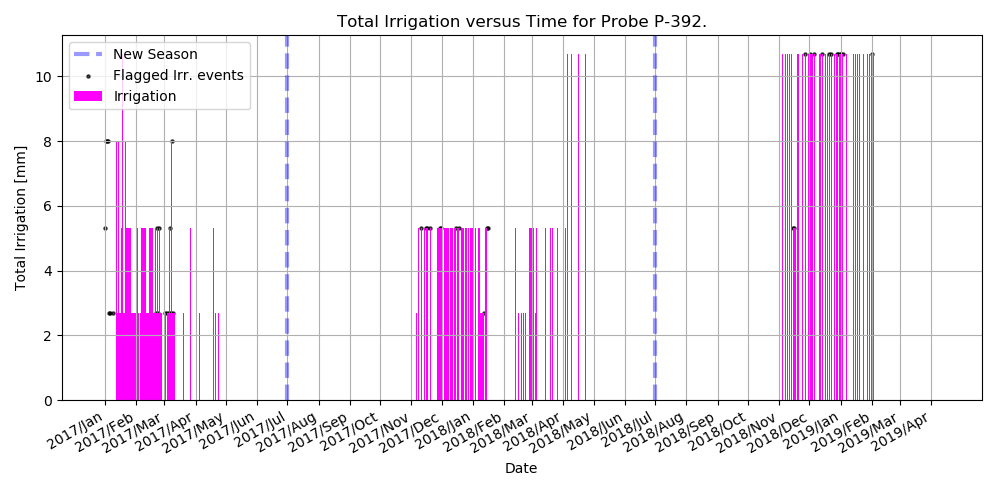 Total Irrigation versus Time for Probe P-392.
New Season
Flagged Irr. events
Irrigation
Total Irrigation [mm]
10
8
6
4
2
0
2017/Jan
2017/Feb
2017/Mar
2017/Apr
2017/May
2017/Jun
2017/Jul
2017/Aug
2017/Sep
2017/Oct
2017/Nov
2017/Dec
2018/Jan
2018/Feb
2018/Mar
2018/Apr
2018/May
2018/Jun
2018/Jul
2018/Aug
2018/Sep
2018/Oct
2018/Nov
2018/Dec
2019/Jan
2019/Feb
2019/Mar
2019/Apr
Date